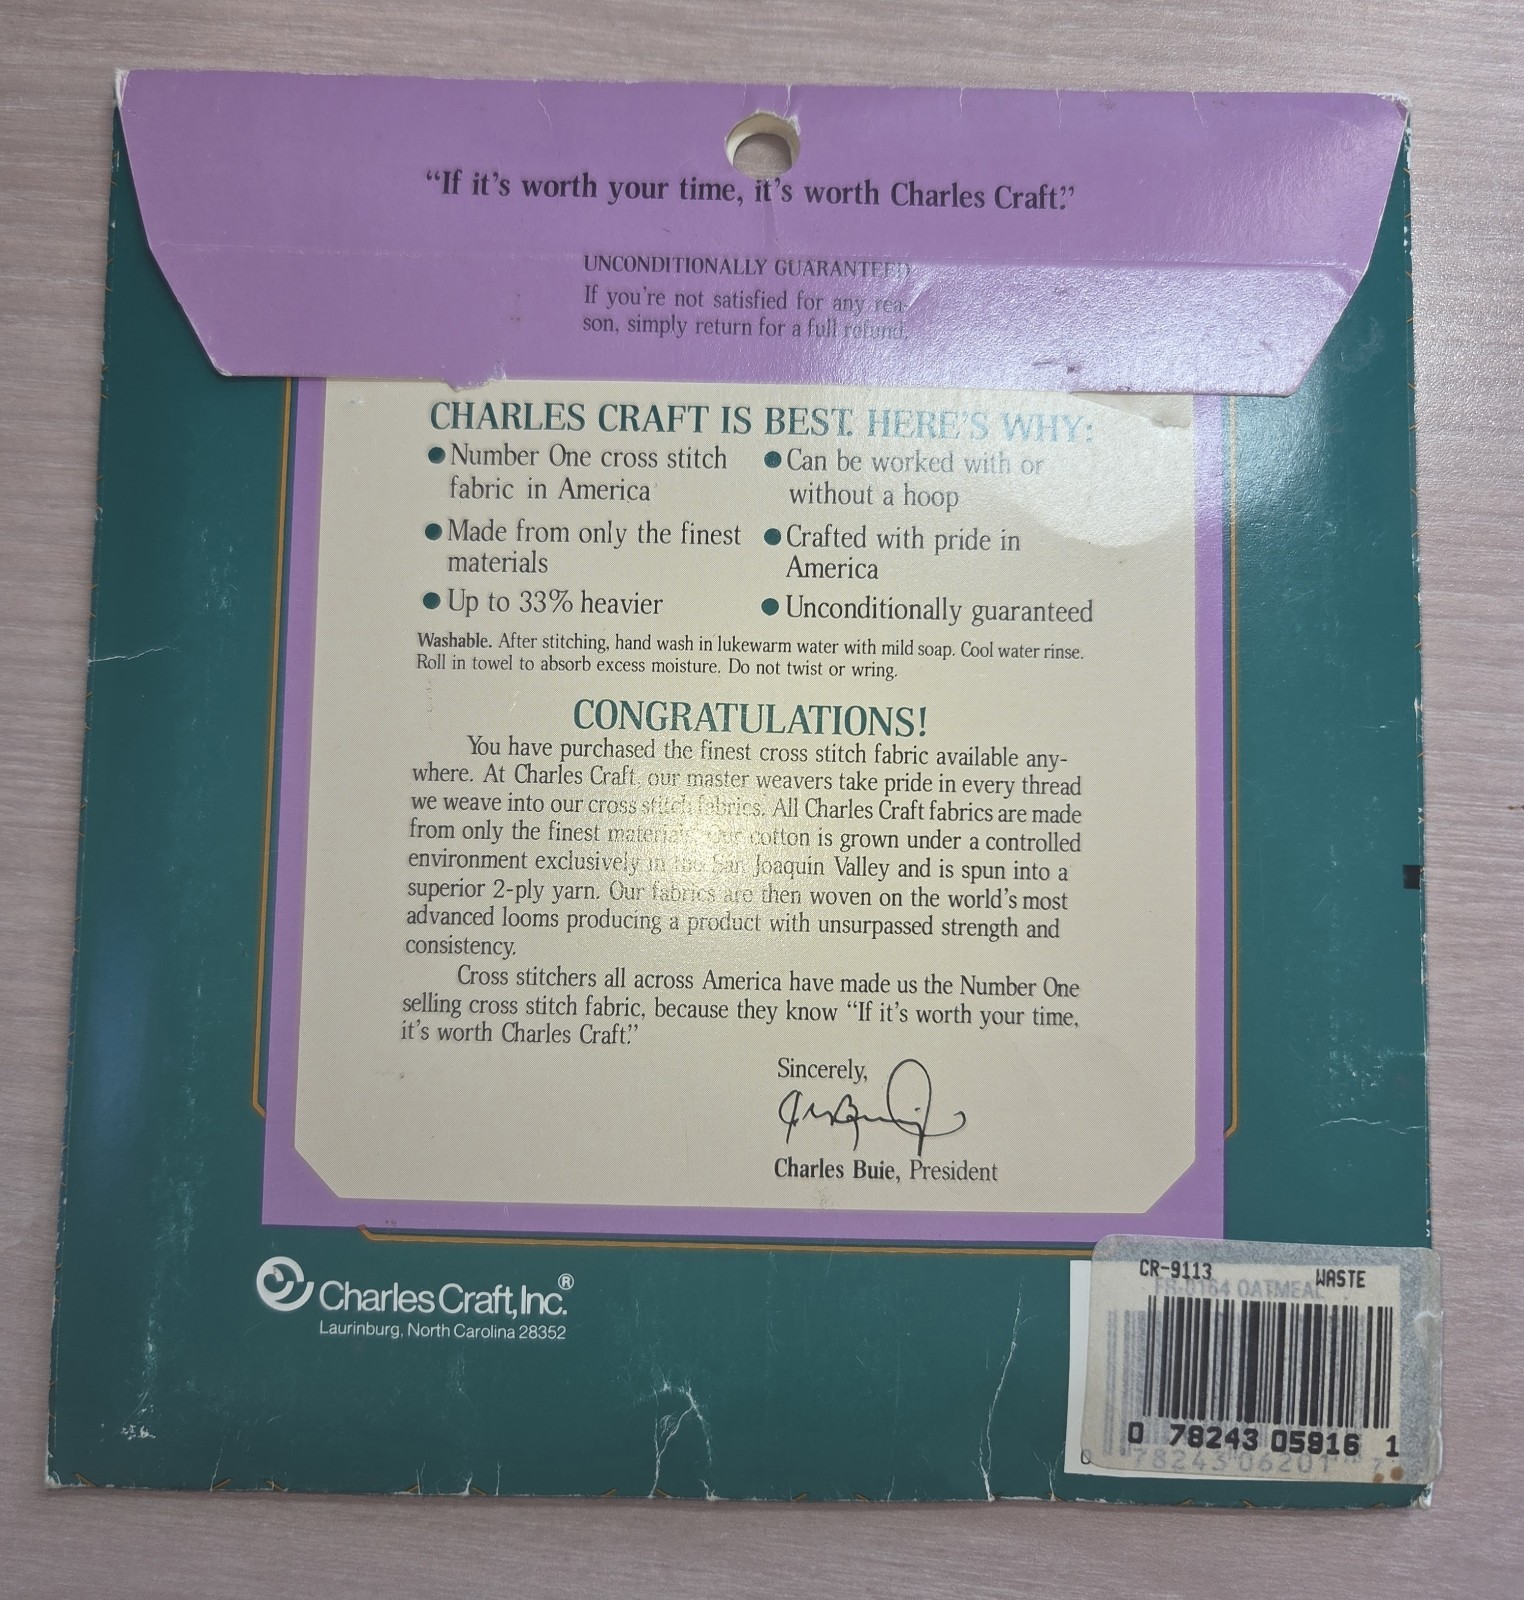 “If it’s worth your time, it’s worth Charles Craft.”
UNCONDITIONALLY GUARANTEED
If you’re not satisfied for any rea-
son, simply return for a full refund.
CHARLES CRAFT IS BEST. HERE’S WHY:
● Number One cross stitch
fabric in America
● Made from only the finest
materials
● Up to 33% heavier
● Can be worked with or
without a hoop
● Crafted with pride in
America
● Unconditionally guaranteed
Washable. After stitching, hand wash in lukewarm water with mild soap. Cool water rinse.
Roll in towel to absorb excess moisture. Do not twist or wring.
CONGRATULATIONS!
You have purchased the finest cross stitch fabric available any-
where. At Charles Craft, our master weavers take pride in every thread
we weave into our cross stitch fabrics. All Charles Craft fabrics are made
from only the finest materials. Our cotton is grown under a controlled
environment exclusively in the San Joaquin Valley and is spun into a
superior 2-ply yarn. Our fabrics are then woven on the world’s most
advanced looms producing a product with unsurpassed strength and
consistency.
Cross stitchers all across America have made us the Number One
selling cross stitch fabric, because they know “If it’s worth your time,
it’s worth Charles Craft.”
Sincerely,
Charles Buie, President
Charles Craft, Inc.®
Laurinburg, North Carolina 28352
CR-9113 WASTE
FR-0164 OATMEAL
0 78243 05916 1
0 78243 06201 7